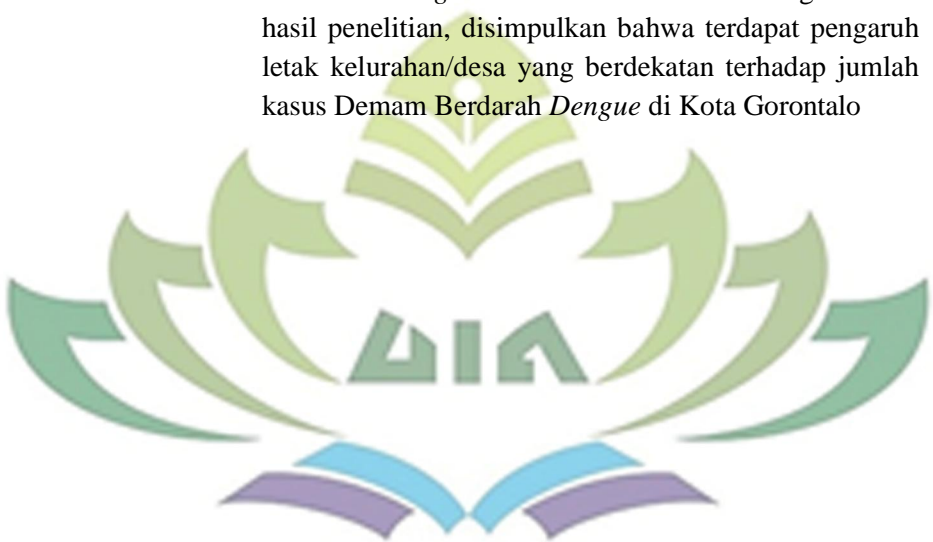 hasil penelitian, disimpulkan bahwa terdapat pengaruh
letak kelurahan/desa yang berdekatan terhadap jumlah
kasus Demam Berdarah Dengue di Kota Gorontalo
UIN